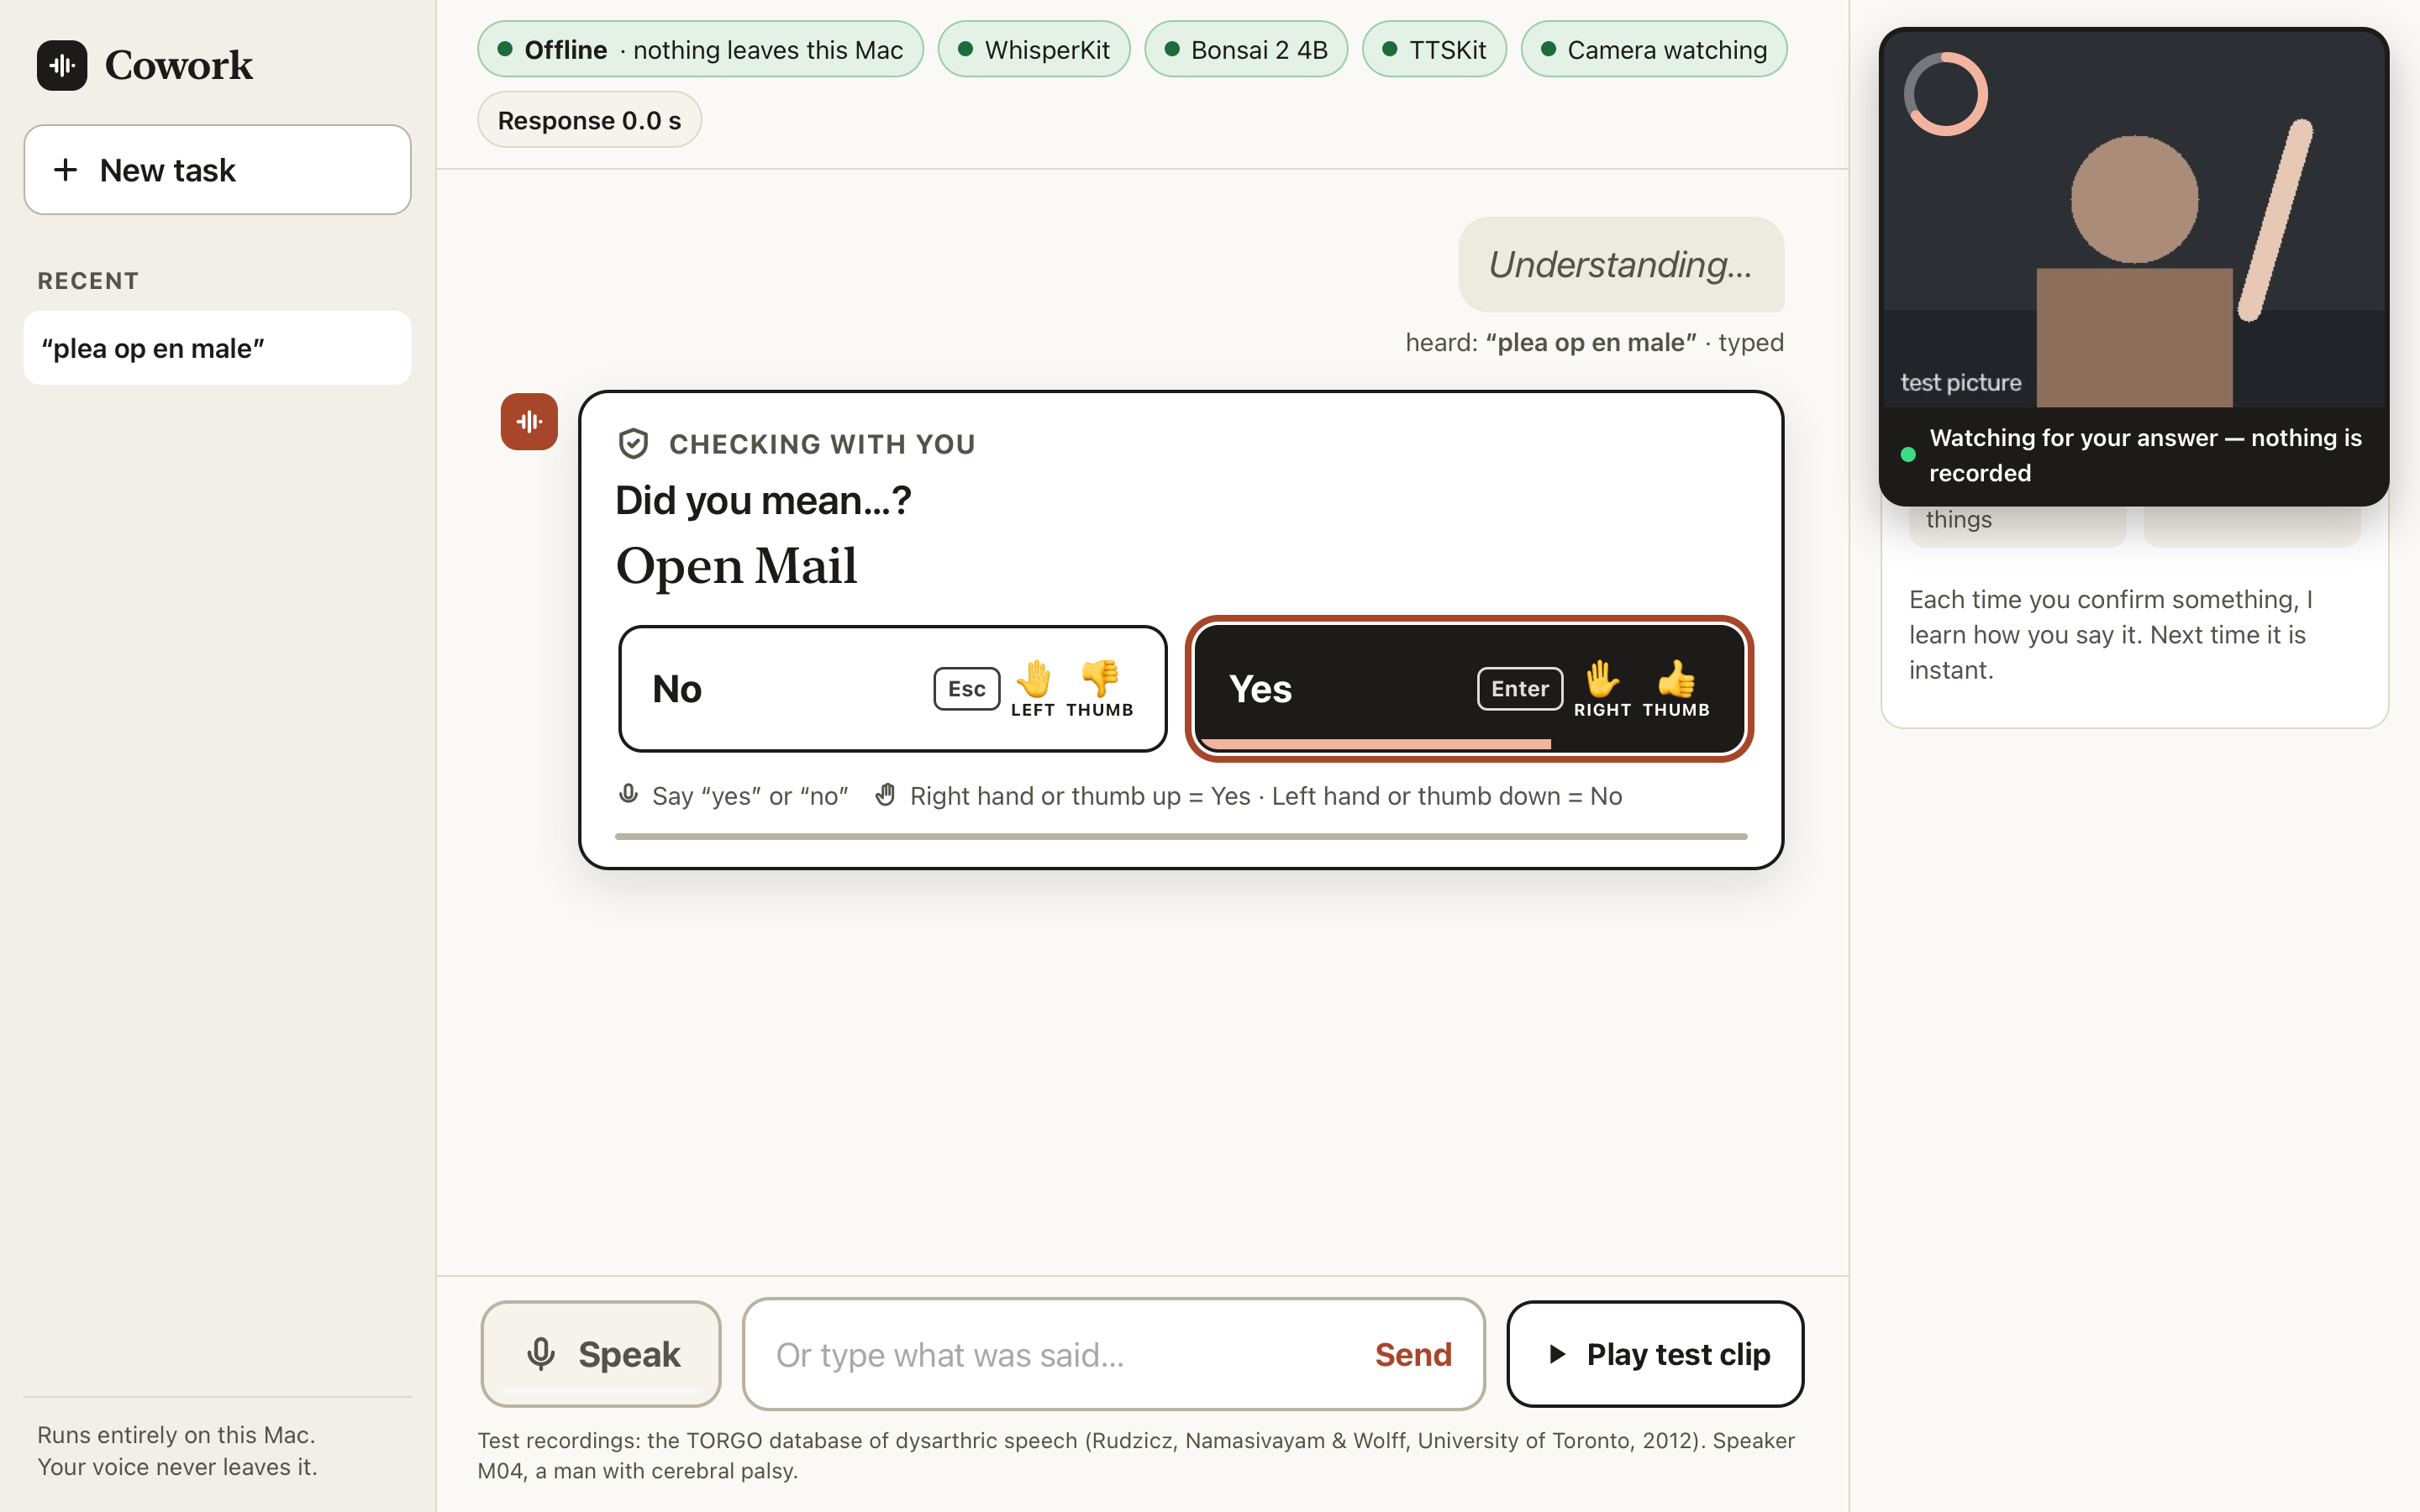 Cowork
New task
RECENT
“plea op en male”
Runs entirely on this Mac.
Your voice never leaves it.
Offline · nothing leaves this Mac
WhisperKit
Bonsai 2 4B
TTSKit
Camera watching
Response 0.0 s
Understanding...
heard: “plea op en male” · typed
CHECKING WITH YOU
Did you mean...?
Open Mail
No
Esc
LEFT
THUMB
Yes
Enter
RIGHT
THUMB
Say “yes” or “no”
Right hand or thumb up = Yes · Left hand or thumb down = No
Speak
Or type what was said...
Send
Play test clip
Test recordings: the TORGO database of dysarthric speech (Rudzicz, Namasivayam & Wolff, University of Toronto, 2012). Speaker
M04, a man with cerebral palsy.
test picture
Watching for your answer — nothing is
recorded
things
Each time you confirm something, I
learn how you say it. Next time it is
instant.